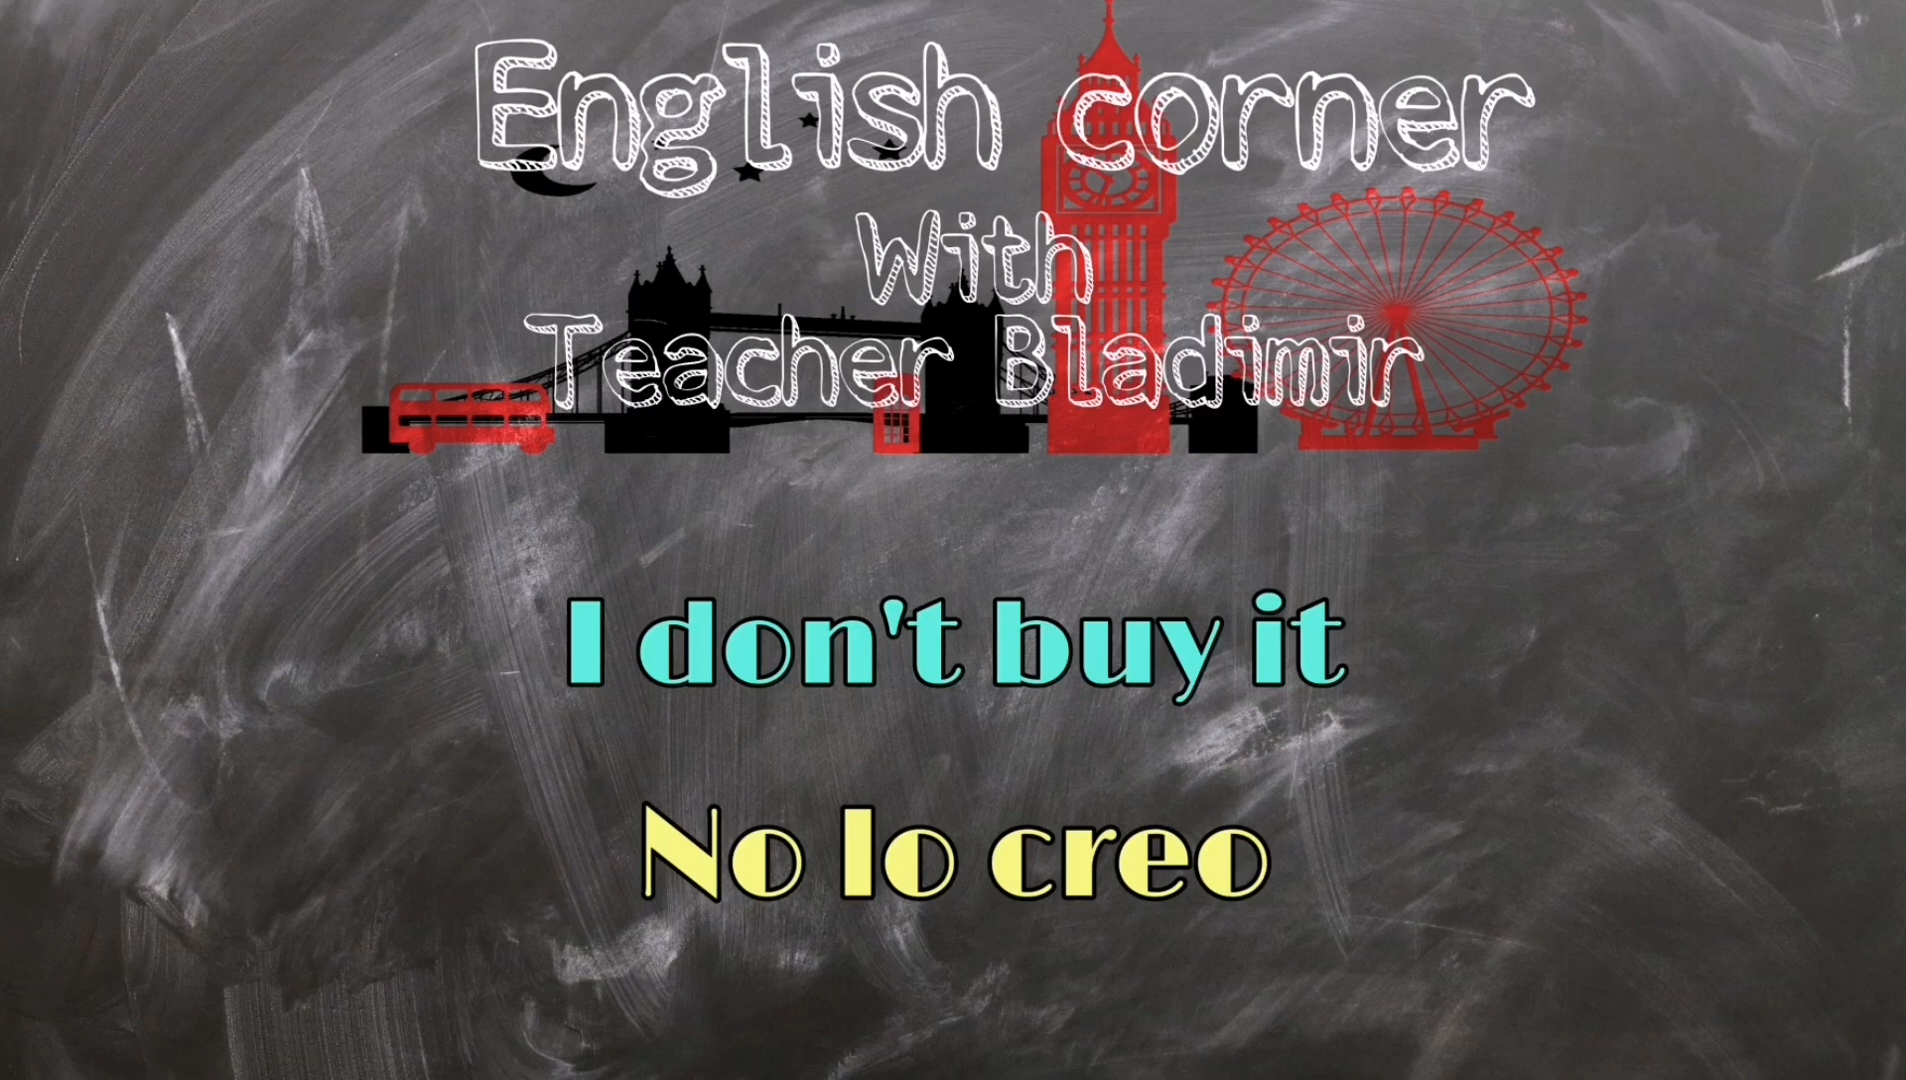 English corner
With
Teacher Bladimir
I don't buy it
No lo creo